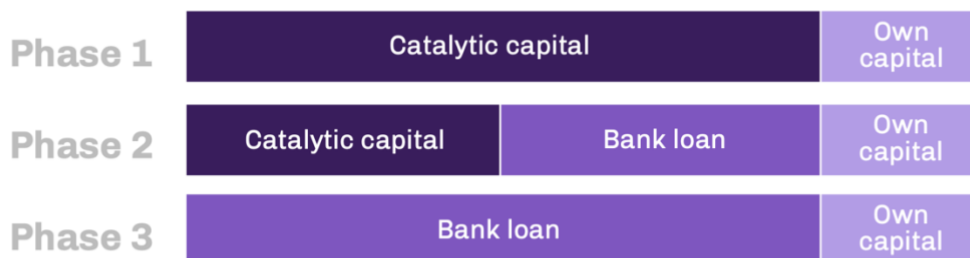 Phase 1
Catalytic capital
Own
capital
Phase 2
Catalytic capital
Bank loan
Own
capital
Phase 3
Bank loan
Own
capital